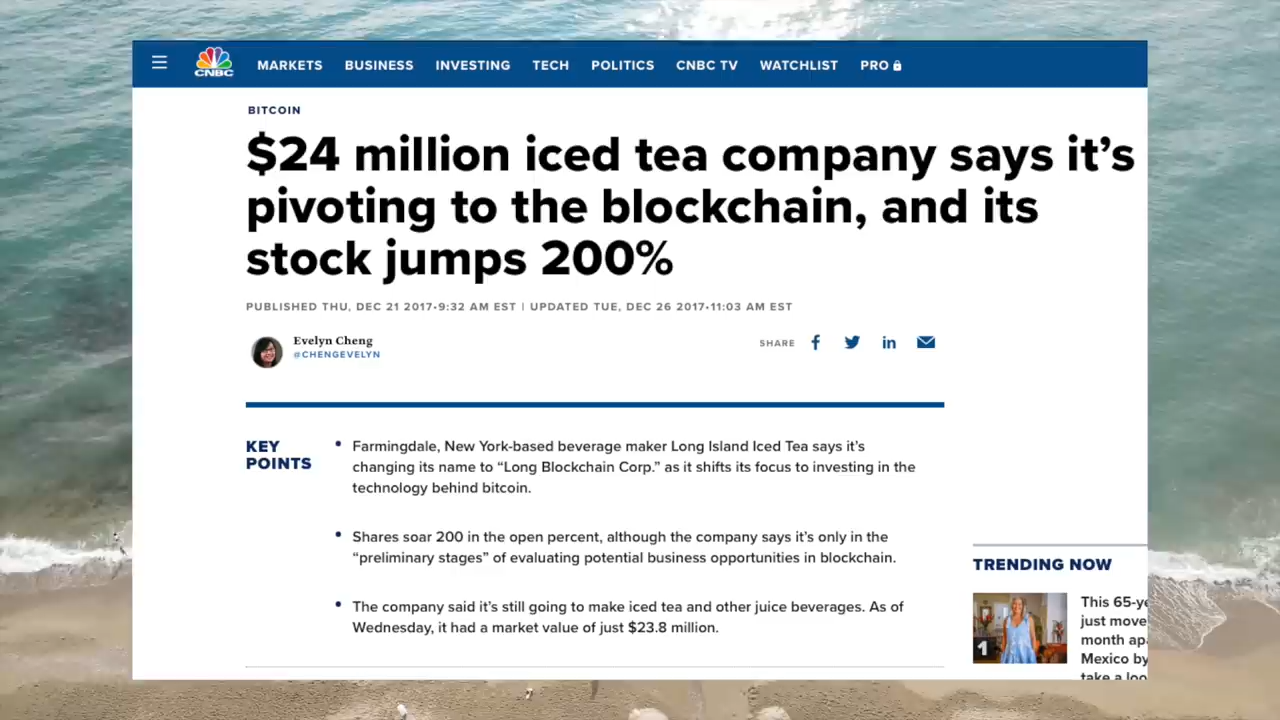 CNBC
MARKETS BUSINESS INVESTING TECH POLITICS CNBC TV WATCHLIST PRO
BITCOIN
$24 million iced tea company says it’s
pivoting to the blockchain, and its
stock jumps 200%
PUBLISHED THU, DEC 21 2017•9:32 AM EST | UPDATED TUE, DEC 26 2017•11:03 AM EST
Evelyn Cheng
@CHENGEVELYN
SHARE f in
KEY
POINTS
• Farmingdale, New York-based beverage maker Long Island Iced Tea says it’s
changing its name to “Long Blockchain Corp.” as it shifts its focus to investing in the
technology behind bitcoin.
• Shares soar 200 in the open percent, although the company says it’s only in the
“preliminary stages” of evaluating potential business opportunities in blockchain.
• The company said it’s still going to make iced tea and other juice beverages. As of
Wednesday, it had a market value of just $23.8 million.
TRENDING NOW
1
This 65-ye
just move
month ap
Mexico by
take a loo